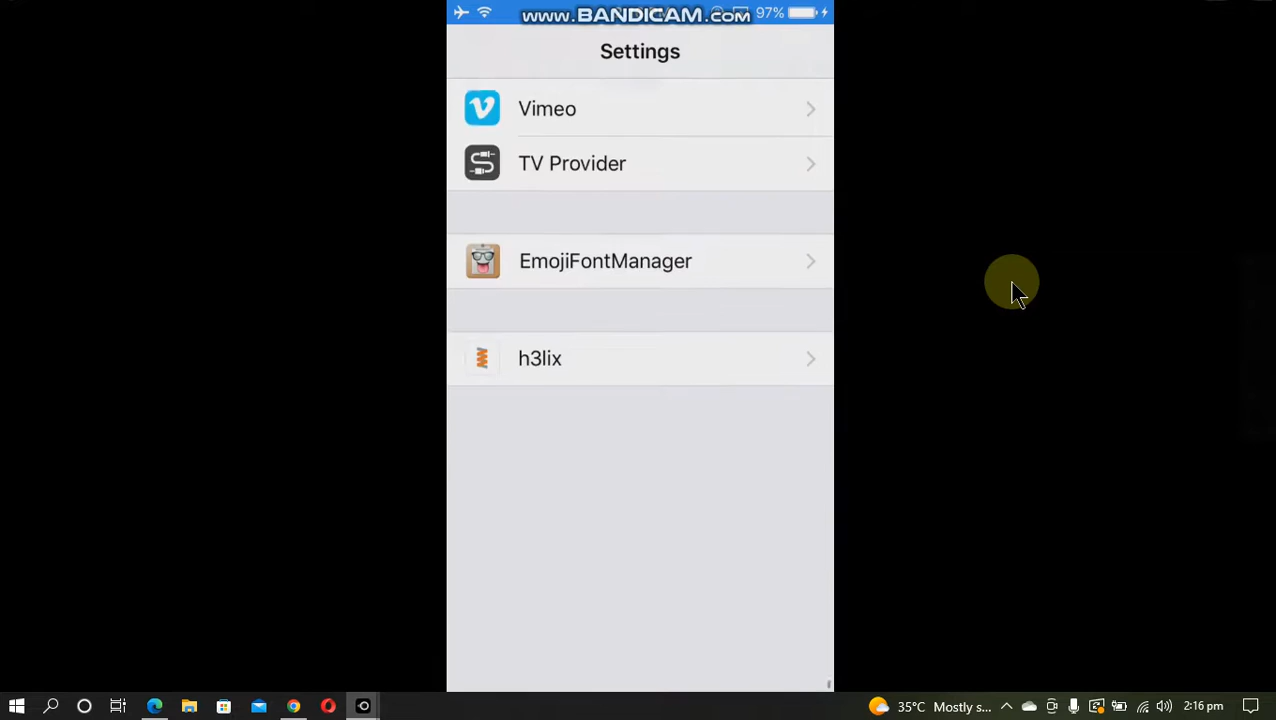 www.BANDICAM.com
97%
Settings
Vimeo
TV Provider
EmojiFontManager
h3lix
35°C Mostly s... 2:16 pm